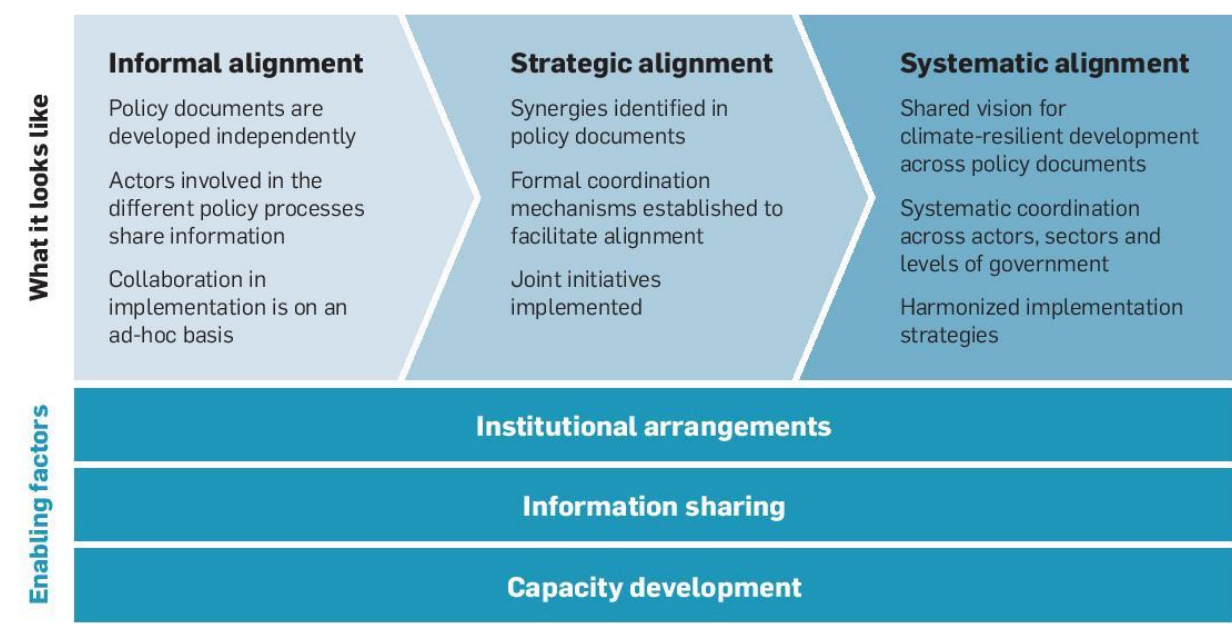 What it looks like
Informal alignment
Policy documents are
developed independently
Actors involved in the
different policy processes
share information
Collaboration in
implementation is on an
ad-hoc basis
Strategic alignment
Synergies identified in
policy documents
Formal coordination
mechanisms established to
facilitate alignment
Joint initiatives
implemented
Systematic alignment
Shared vision for
climate-resilient development
across policy documents
Systematic coordination
across actors, sectors and
levels of government
Harmonized implementation
strategies
Enabling factors
Institutional arrangements
Information sharing
Capacity development